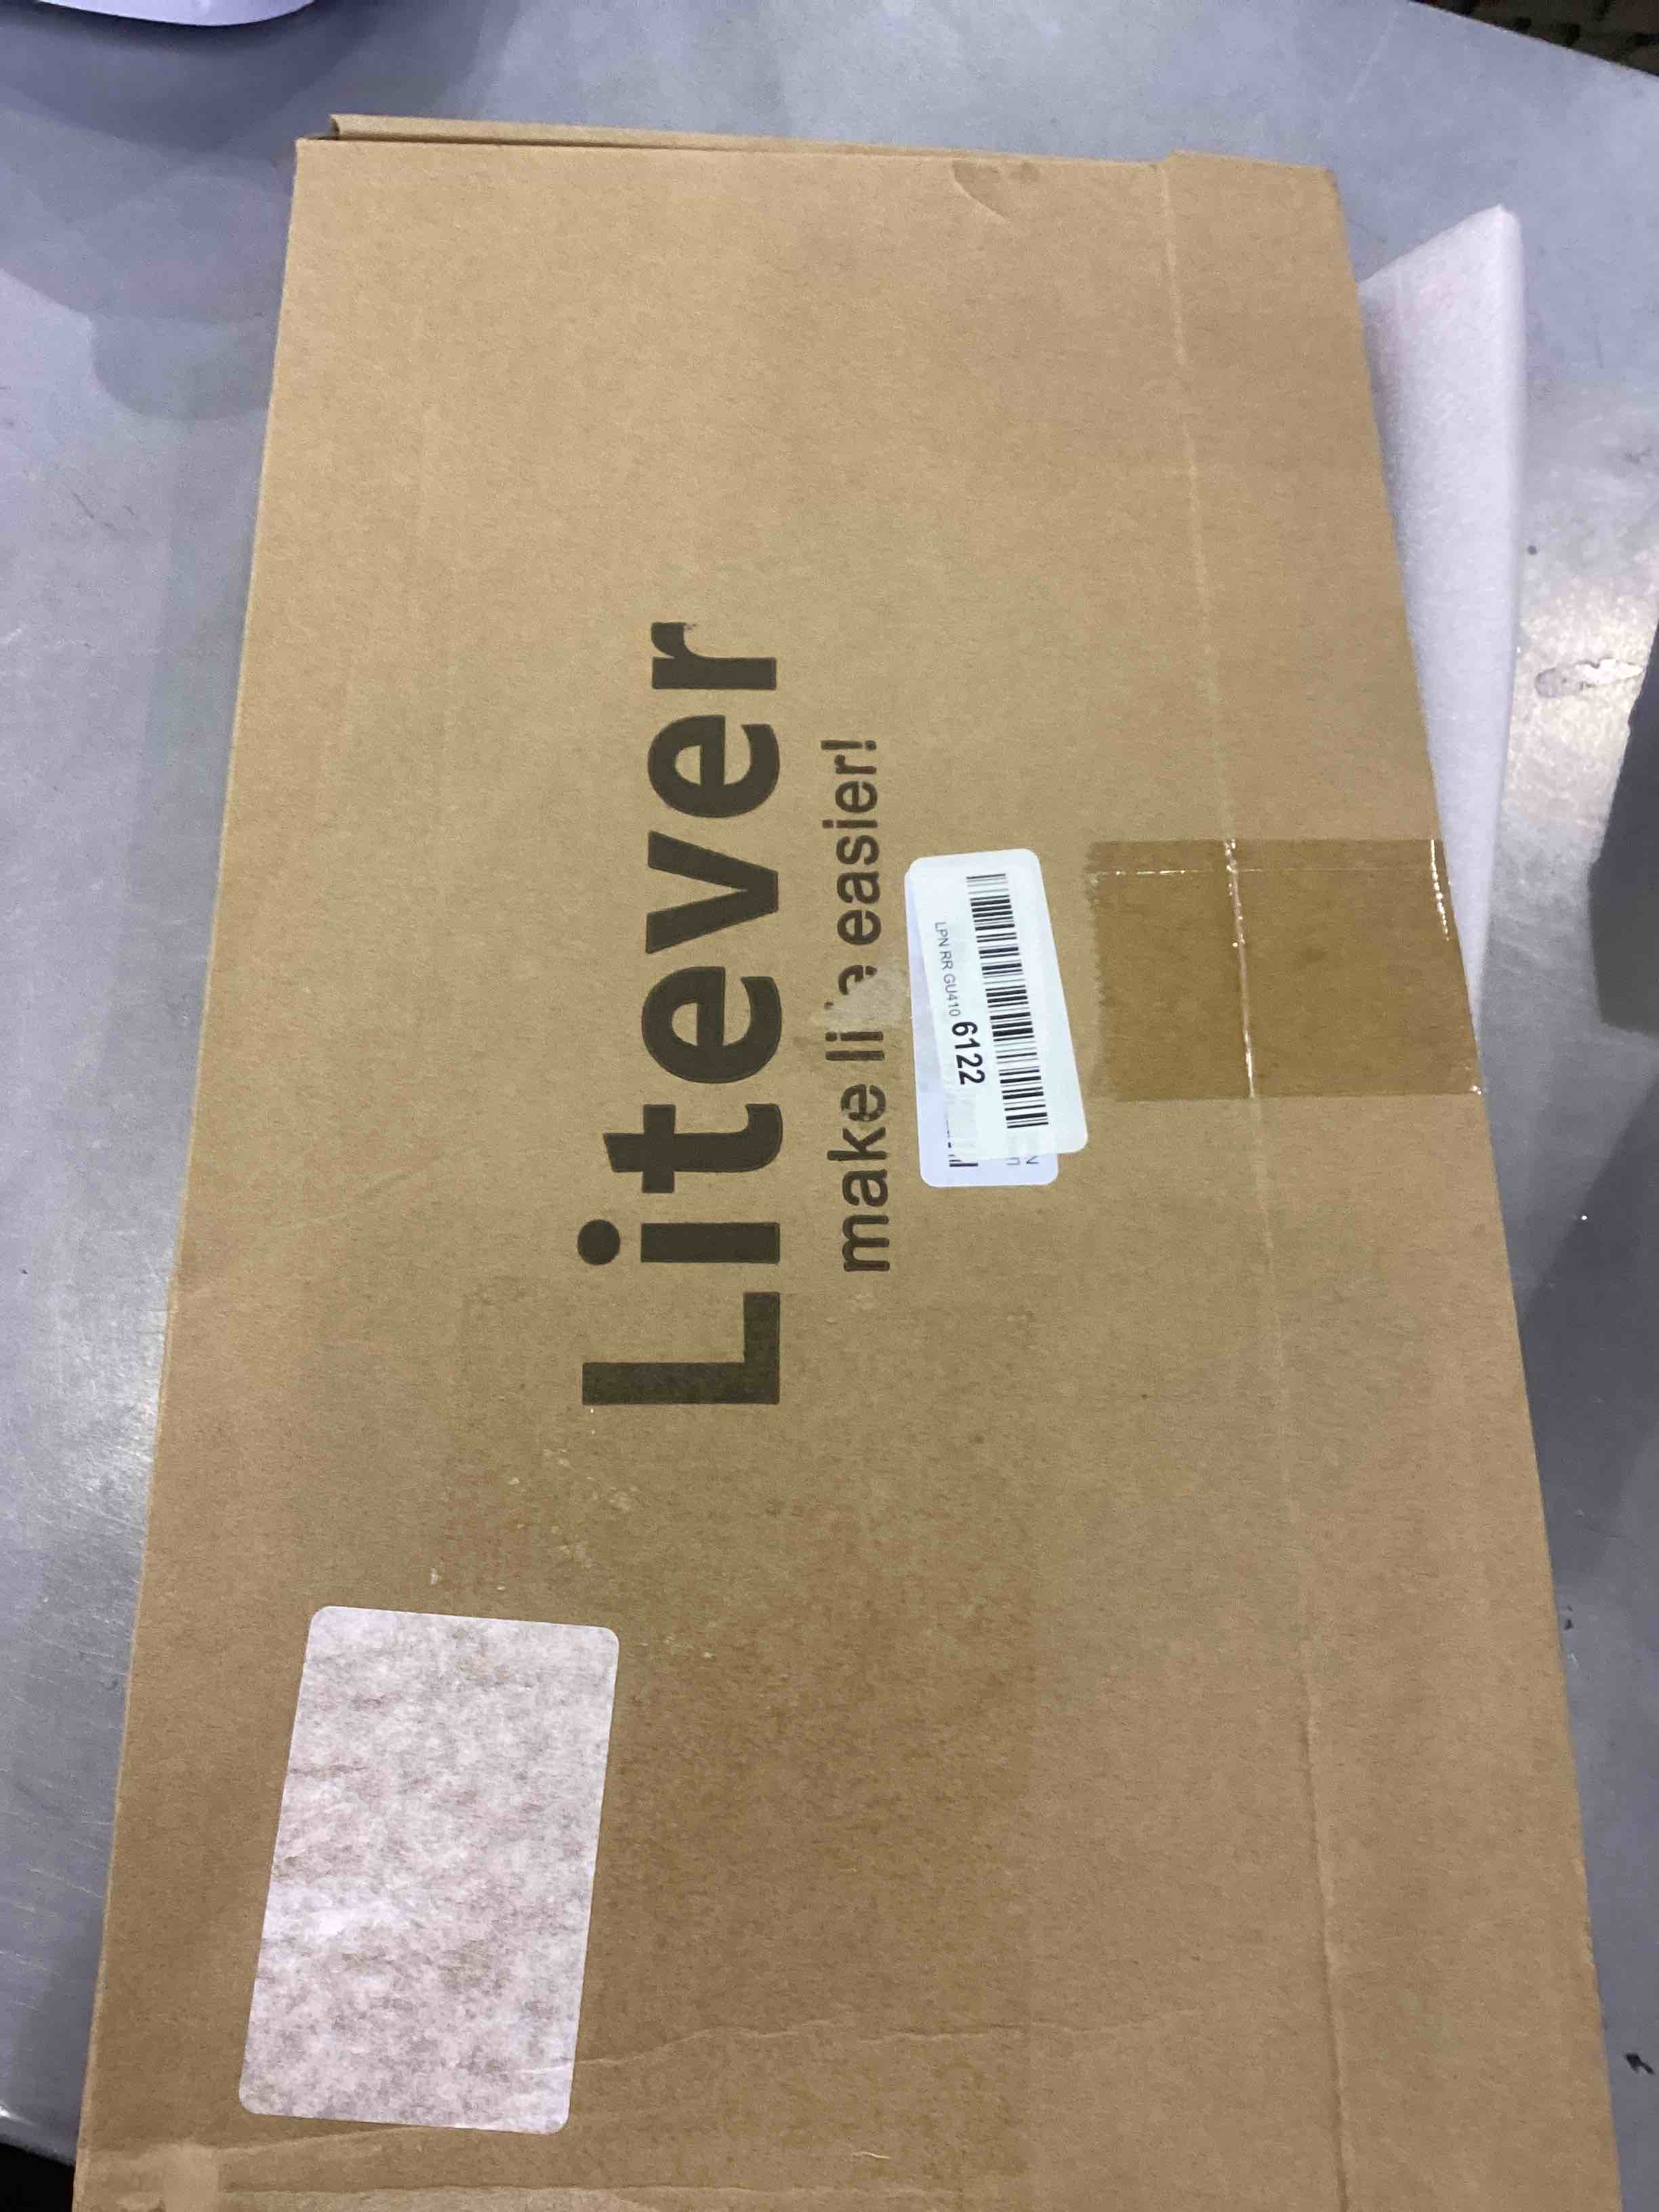 Litever
make li e easier!
LPN RR GU410 6122